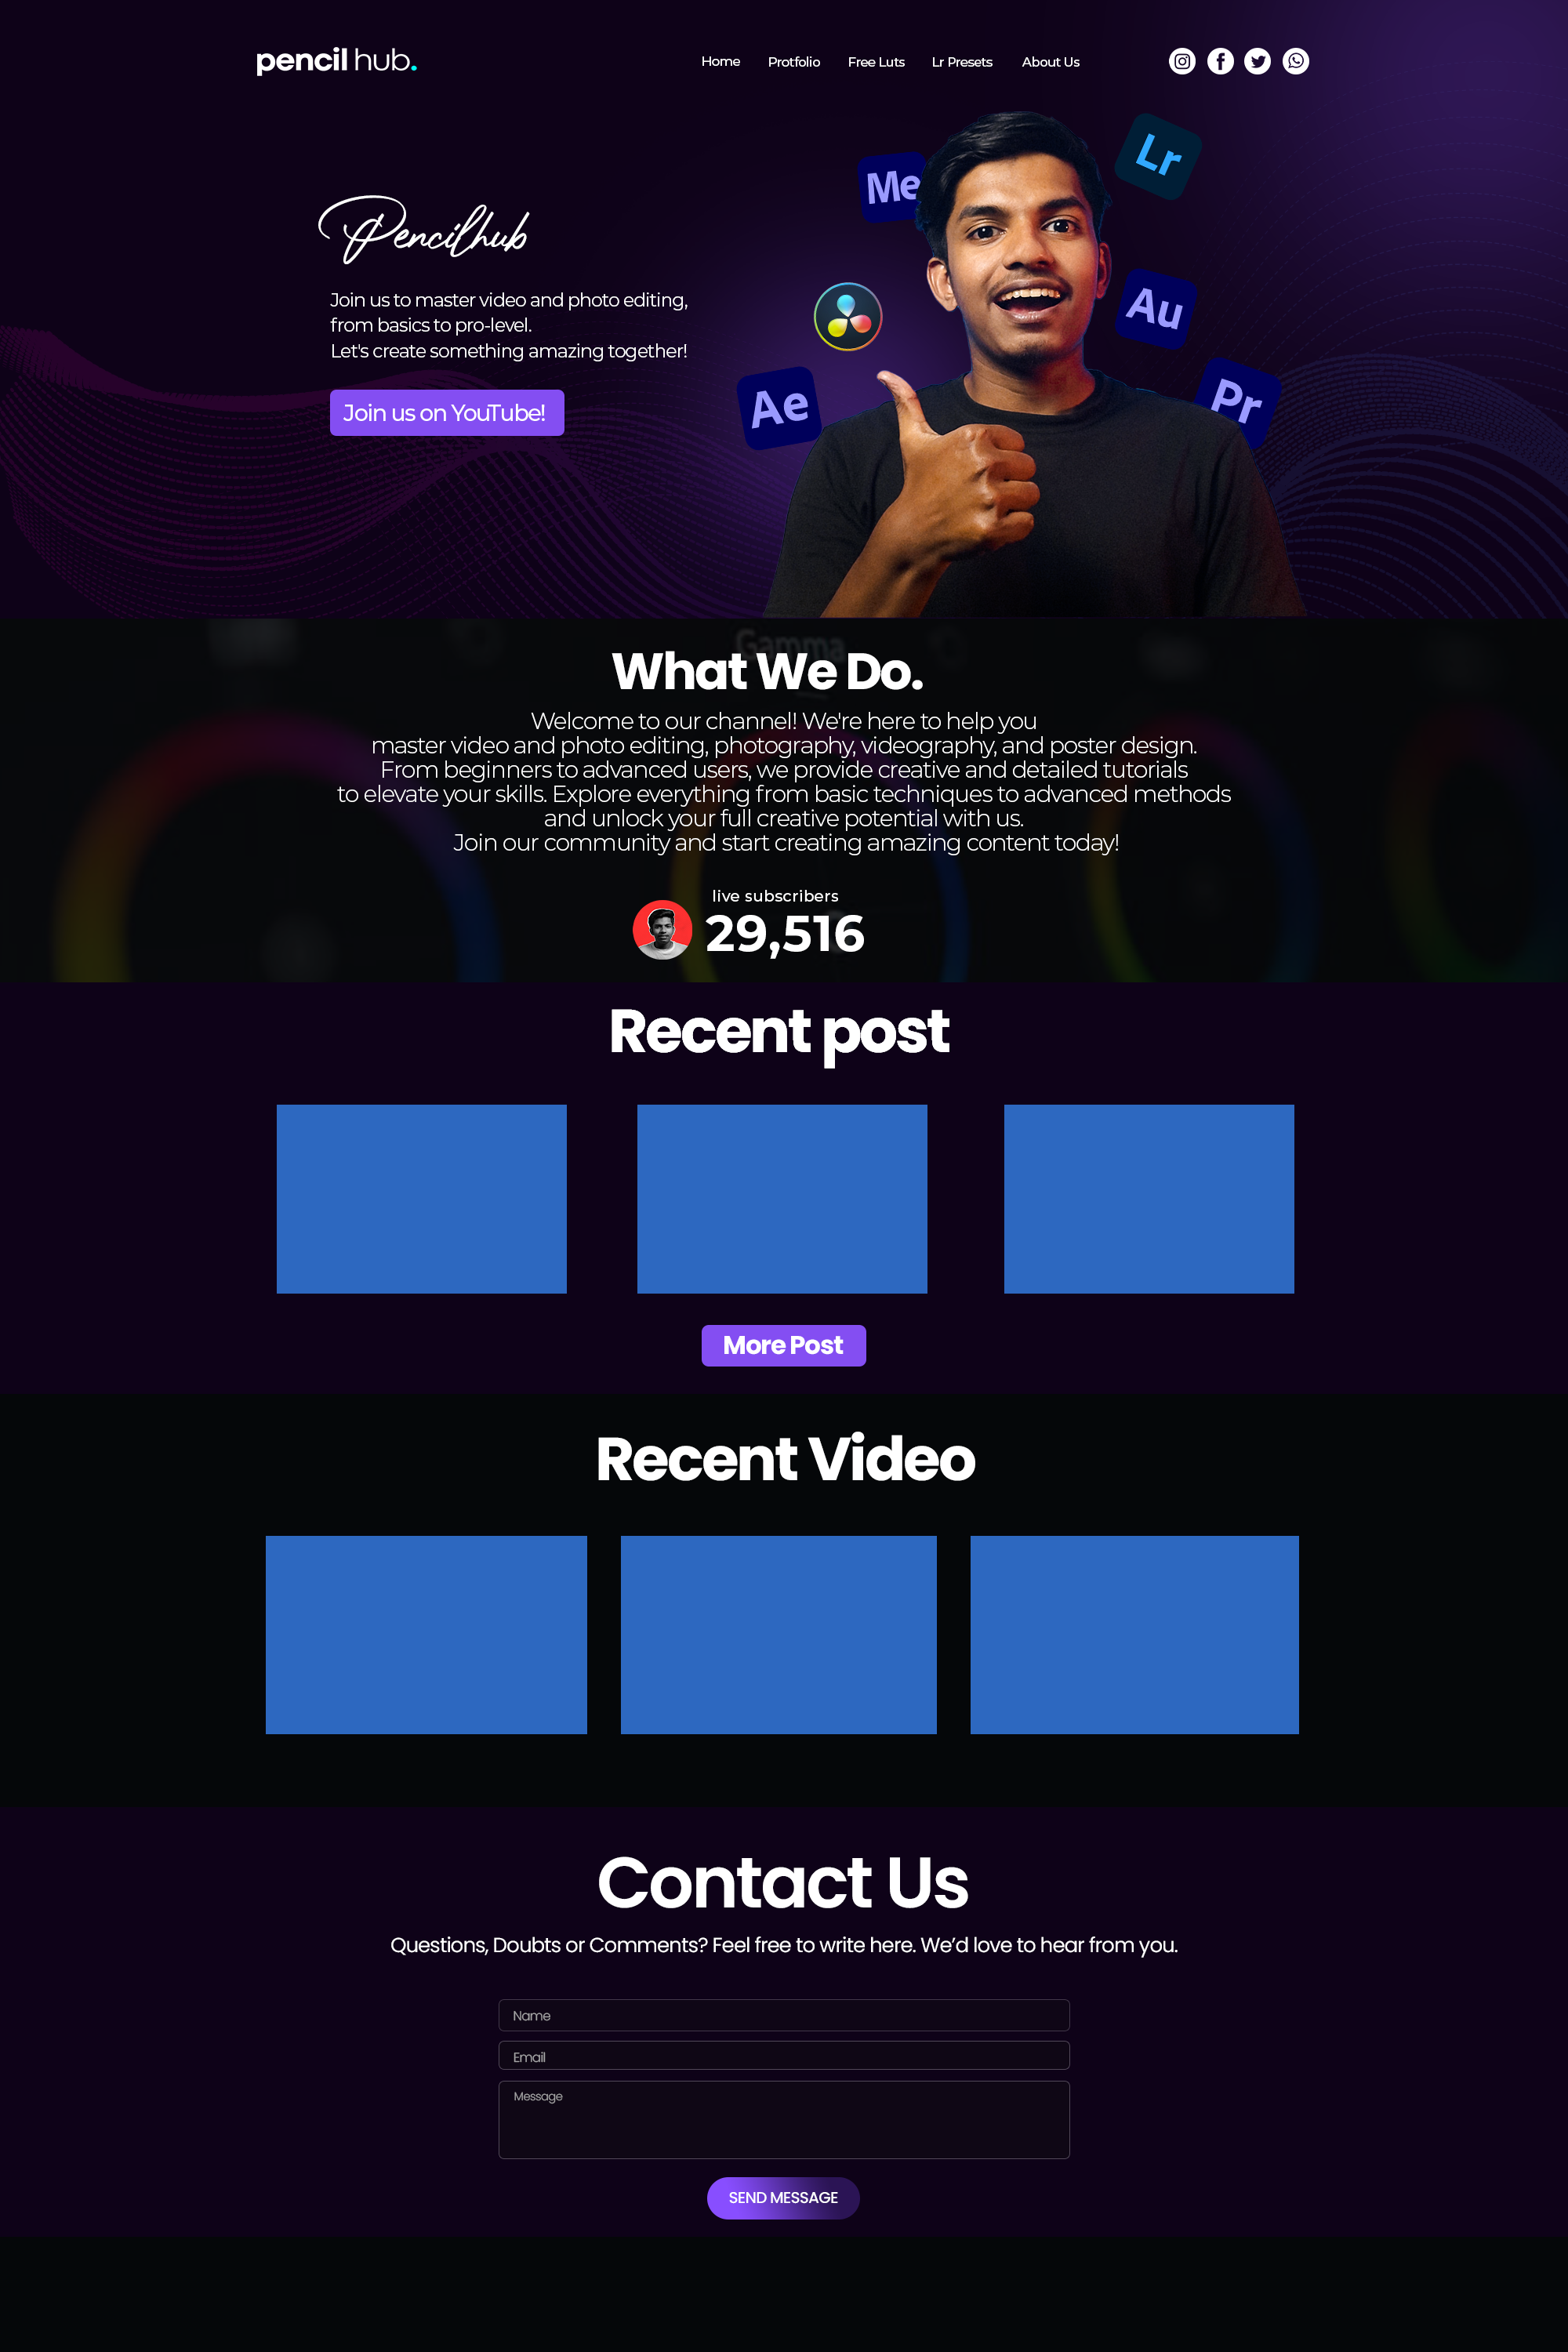 pencil hub.
Home
Protfolio
Free Luts
Lr Presets
About Us
Me
Lr
Pencilhub
Au
Join us to master video and photo editing,
from basics to pro-level.
Let's create something amazing together!
Ae
Pr
Join us on YouTube!
Gamma
What We Do.
Welcome to our channel! We're here to help you
master video and photo editing, photography, videography, and poster design.
From beginners to advanced users, we provide creative and detailed tutorials
to elevate your skills. Explore everything from basic techniques to advanced methods
and unlock your full creative potential with us.
Join our community and start creating amazing content today!
live subscribers
29,516
Recent post
More Post
Recent Video
Contact Us
Questions, Doubts or Comments? Feel free to write here. We’d love to hear from you.
Name
Email
Message
SEND MESSAGE